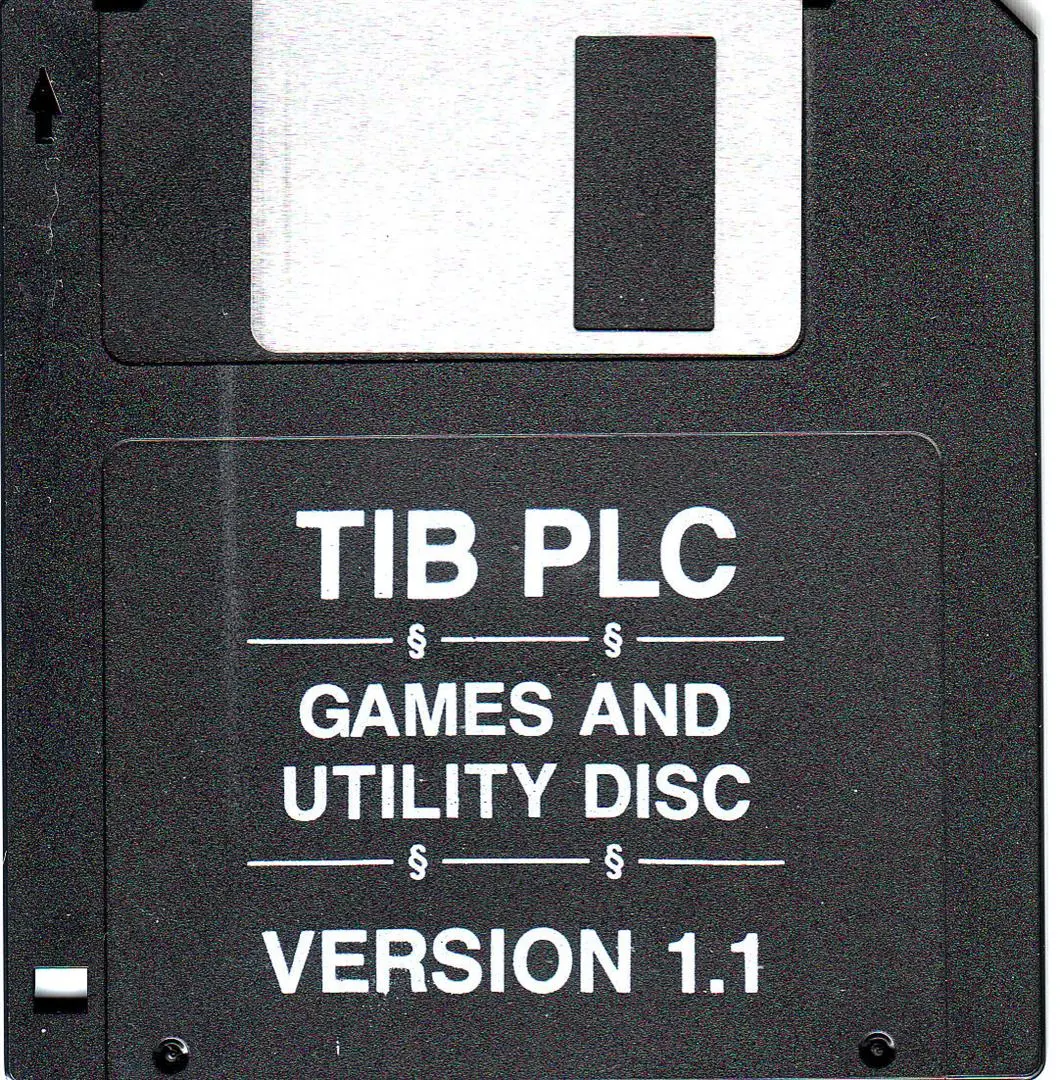 TIB PLC
§ §
GAMES AND
UTILITY DISC
§ §
VERSION 1.1